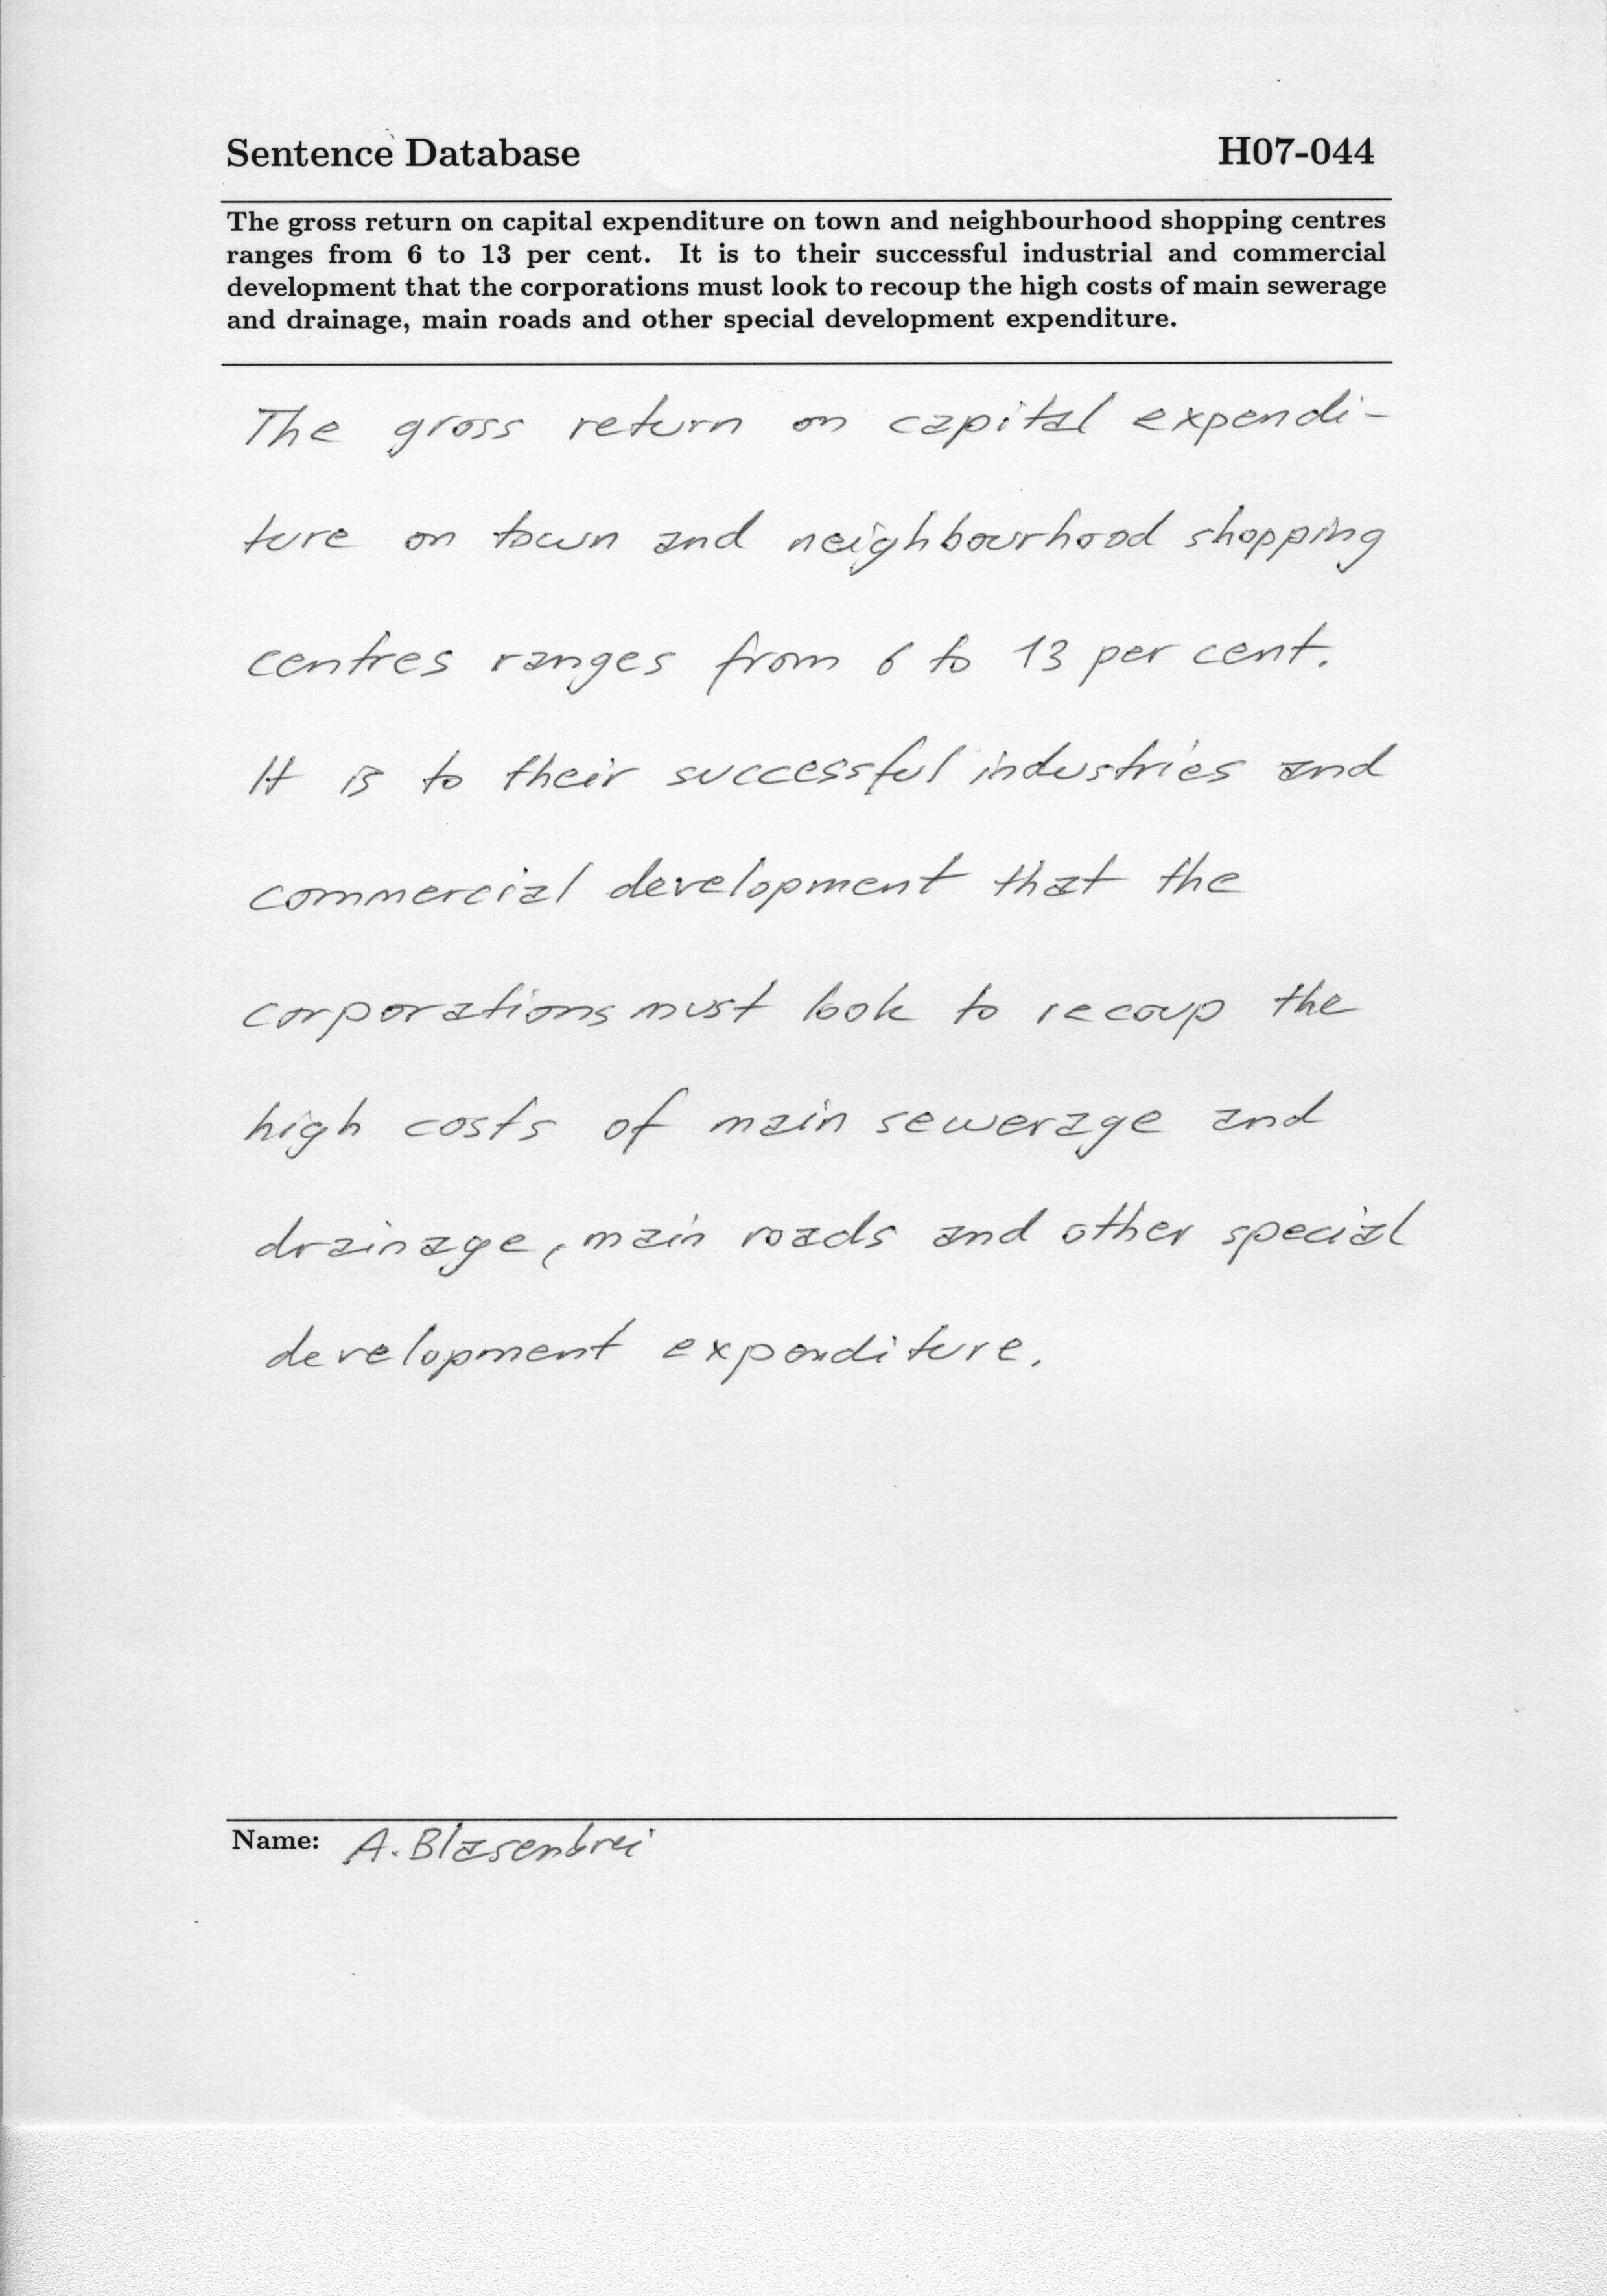 Sentence Database H07-044
The gross return on capital expenditure on town and neighbourhood shopping centres
ranges from 6 to 13 per cent. It is to their successful industrial and commercial
development that the corporations must look to recoup the high costs of main sewerage
and drainage, main roads and other special development expenditure.
The gross return on capital expendi-
ture on town and neighbourhood shopping
centres ranges from 6 to 13 per cent.
It is to their successful industries and
commercial development that the
corporations must look to recoup the
high costs of main sewerage and
drainage, main roads and other special
development expenditure.
Name: A. Blasenbrei